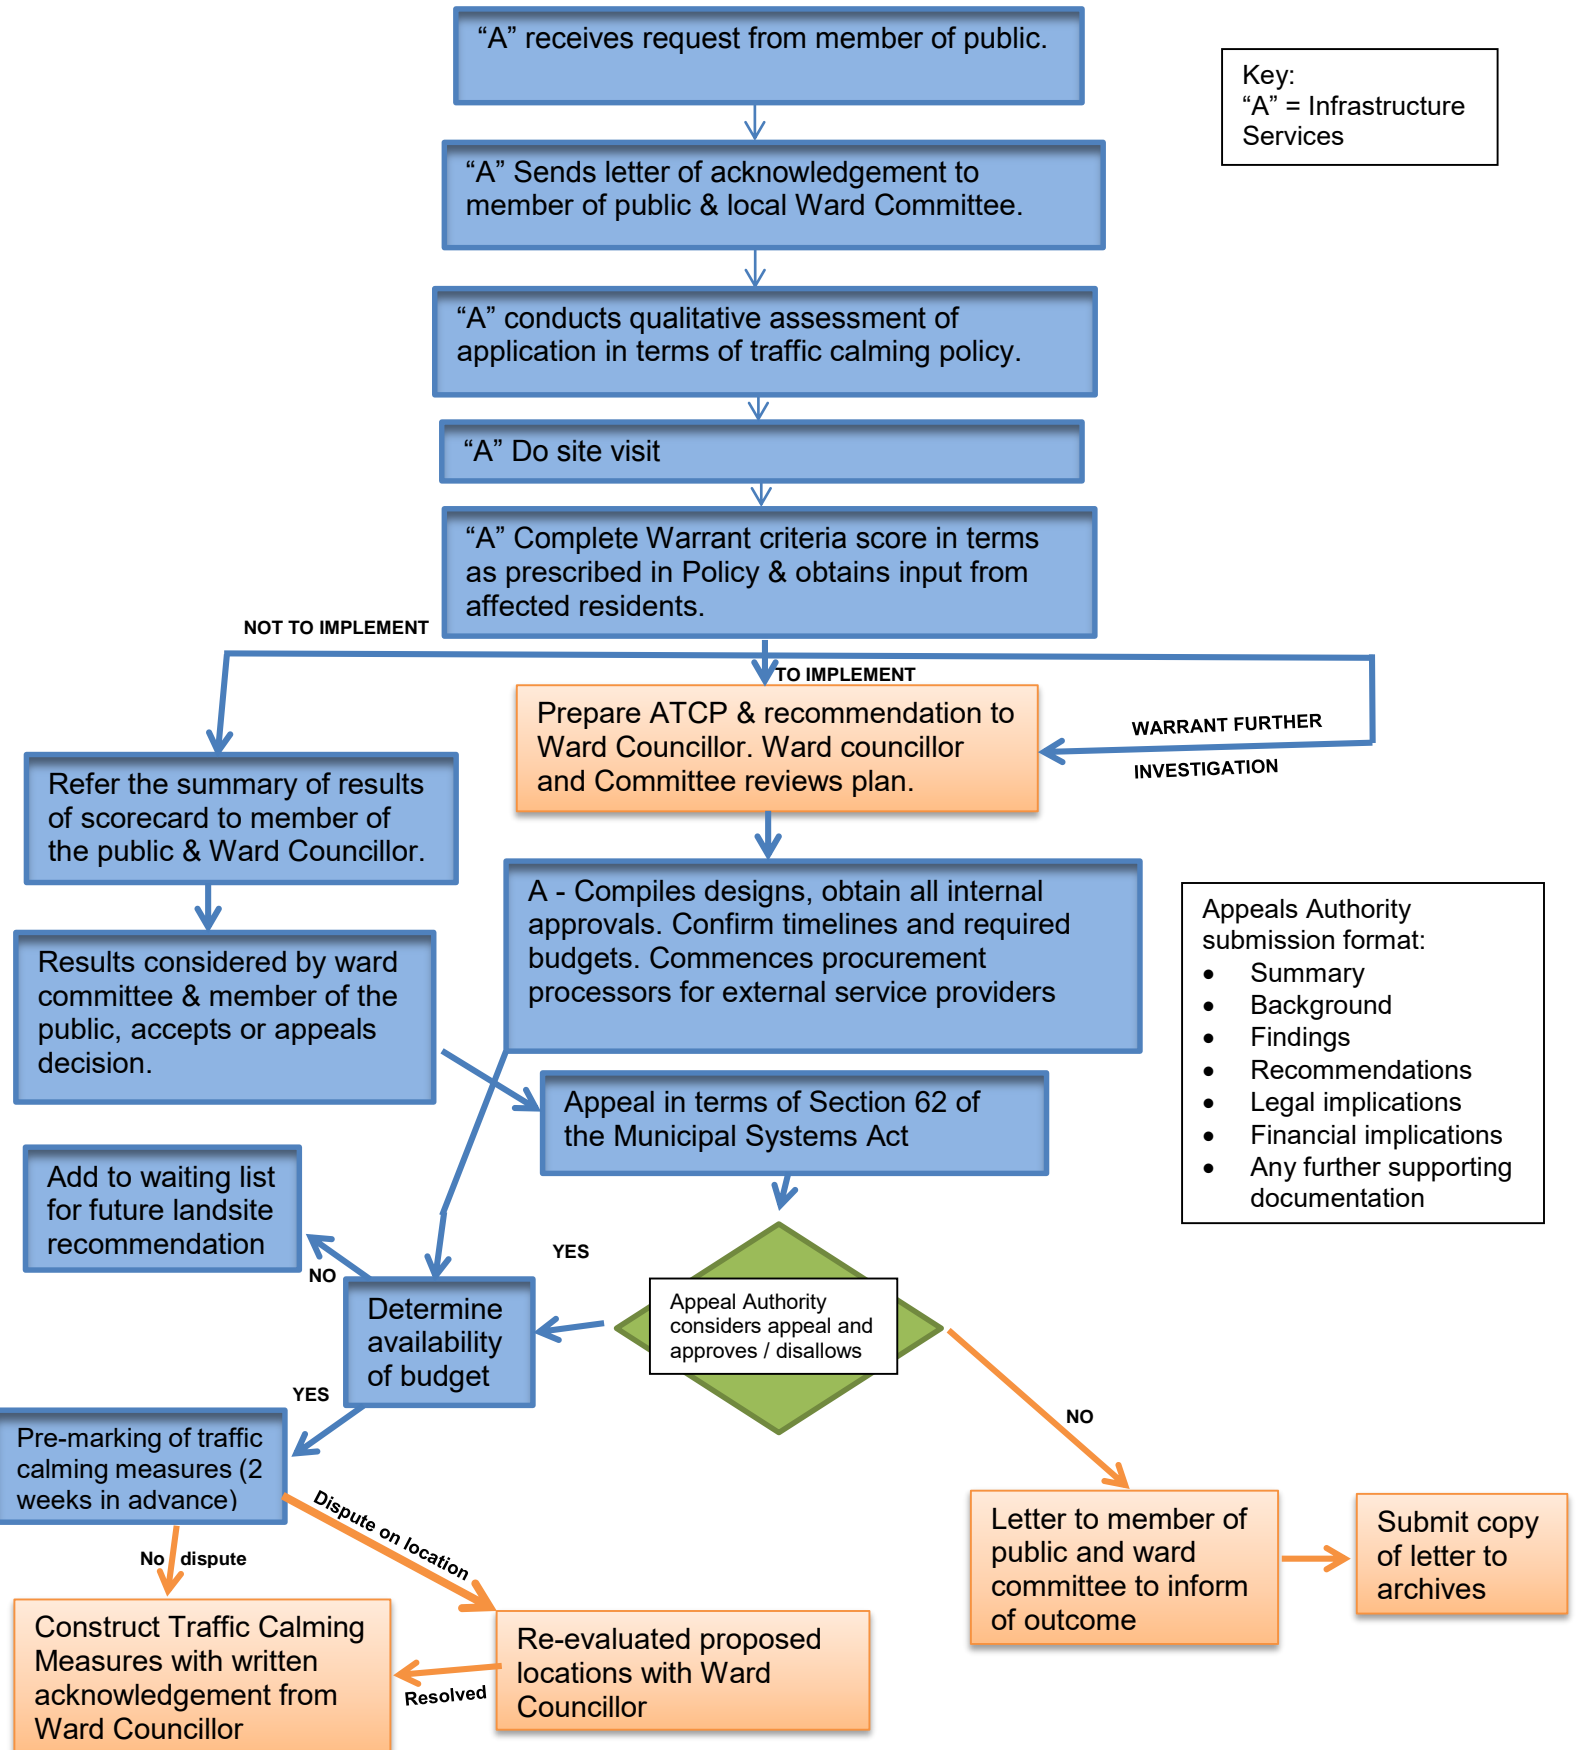 “A” receives request from member of public.
Key:
“A” = Infrastructure
Services
“A” Sends letter of acknowledgement to
member of public & local Ward Committee.
“A” conducts qualitative assessment of
application in terms of traffic calming policy.
“A” Do site visit
“A” Complete Warrant criteria score in terms
as prescribed in Policy & obtains input from
affected residents.
NOT TO IMPLEMENT
TO IMPLEMENT
Prepare ATCP & recommendation to
Ward Councillor. Ward councillor
and Committee reviews plan.
WARRANT FURTHER
INVESTIGATION
Refer the summary of results
of scorecard to member of
the public & Ward Councillor.
A - Compiles designs, obtain all internal
approvals. Confirm timelines and required
budgets. Commences procurement
processors for external service providers
Results considered by ward
committee & member of the
public, accepts or appeals
decision.
Appeals Authority
submission format:
• Summary
• Background
• Findings
• Recommendations
• Legal implications
• Financial implications
• Any further supporting
documentation
Appeal in terms of Section 62 of
the Municipal Systems Act
Add to waiting list
for future landsite
recommendation
NO
YES
Determine
availability
of budget
Appeal Authority
considers appeal and
approves / disallows
YES
NO
Pre-marking of traffic
calming measures (2
weeks in advance)
Dispute on location
No dispute
Letter to member of
public and ward
committee to inform
of outcome
Submit copy
of letter to
archives
Construct Traffic Calming
Measures with written
acknowledgement from
Ward Councillor
Resolved
Re-evaluated proposed
locations with Ward
Councillor